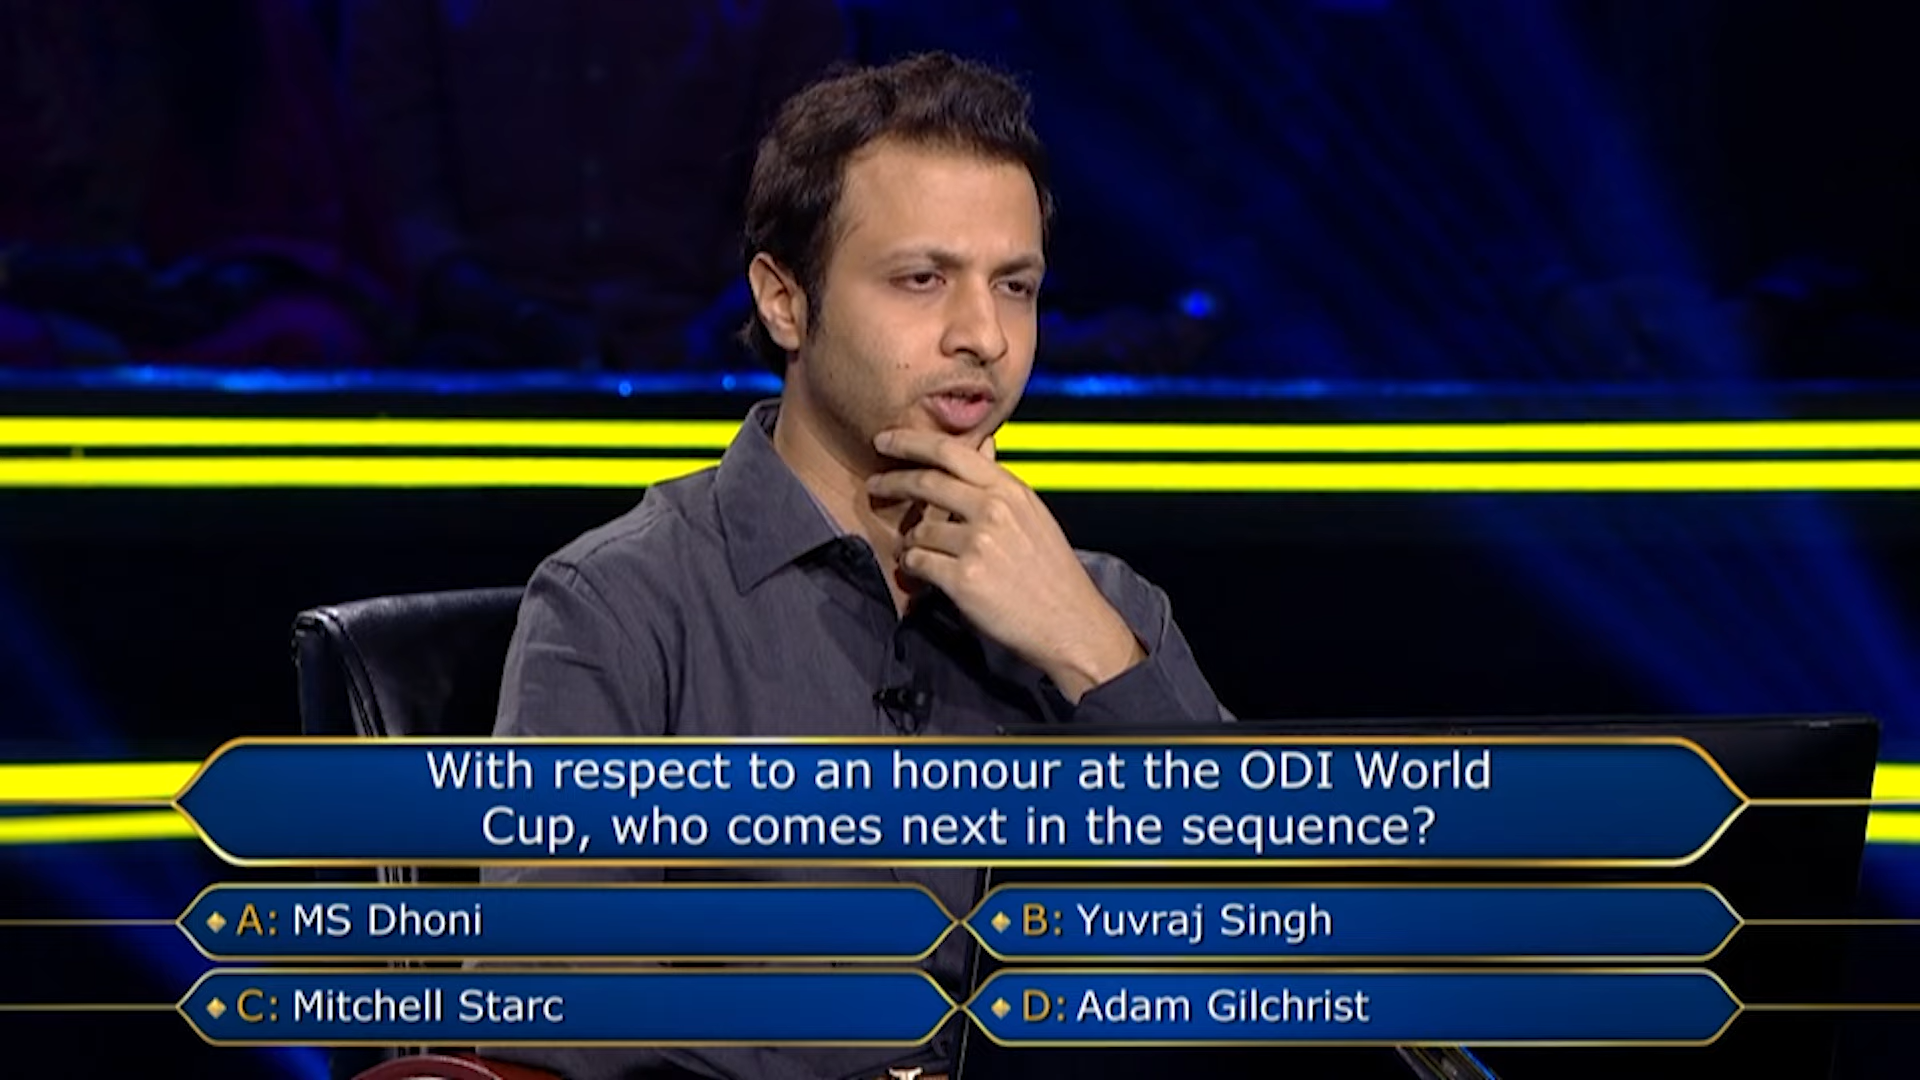 With respect to an honour at the ODI World
Cup, who comes next in the sequence?
A: MS Dhoni
B: Yuvraj Singh
C: Mitchell Starc
D: Adam Gilchrist